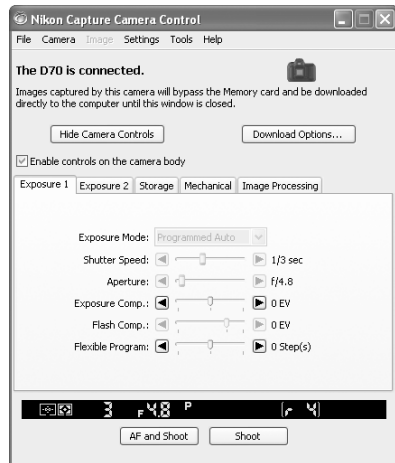 Nikon Capture Camera Control
File Camera Image Settings Tools Help
The D70 is connected.
Images captured by this camera will bypass the Memory card and be downloaded
directly to the computer until this window is closed.
Hide Camera Controls Download Options...
Enable controls on the camera body
Exposure 1 Exposure 2 Storage Mechanical Image Processing
Exposure Mode: Programmed Auto
Shutter Speed: 1/3 sec
Aperture: f/4.8
Exposure Comp.: 0 EV
Flash Comp.: 0 EV
Flexible Program: 0 Step(s)
3 F4.8 P (r 4)
AF and Shoot Shoot